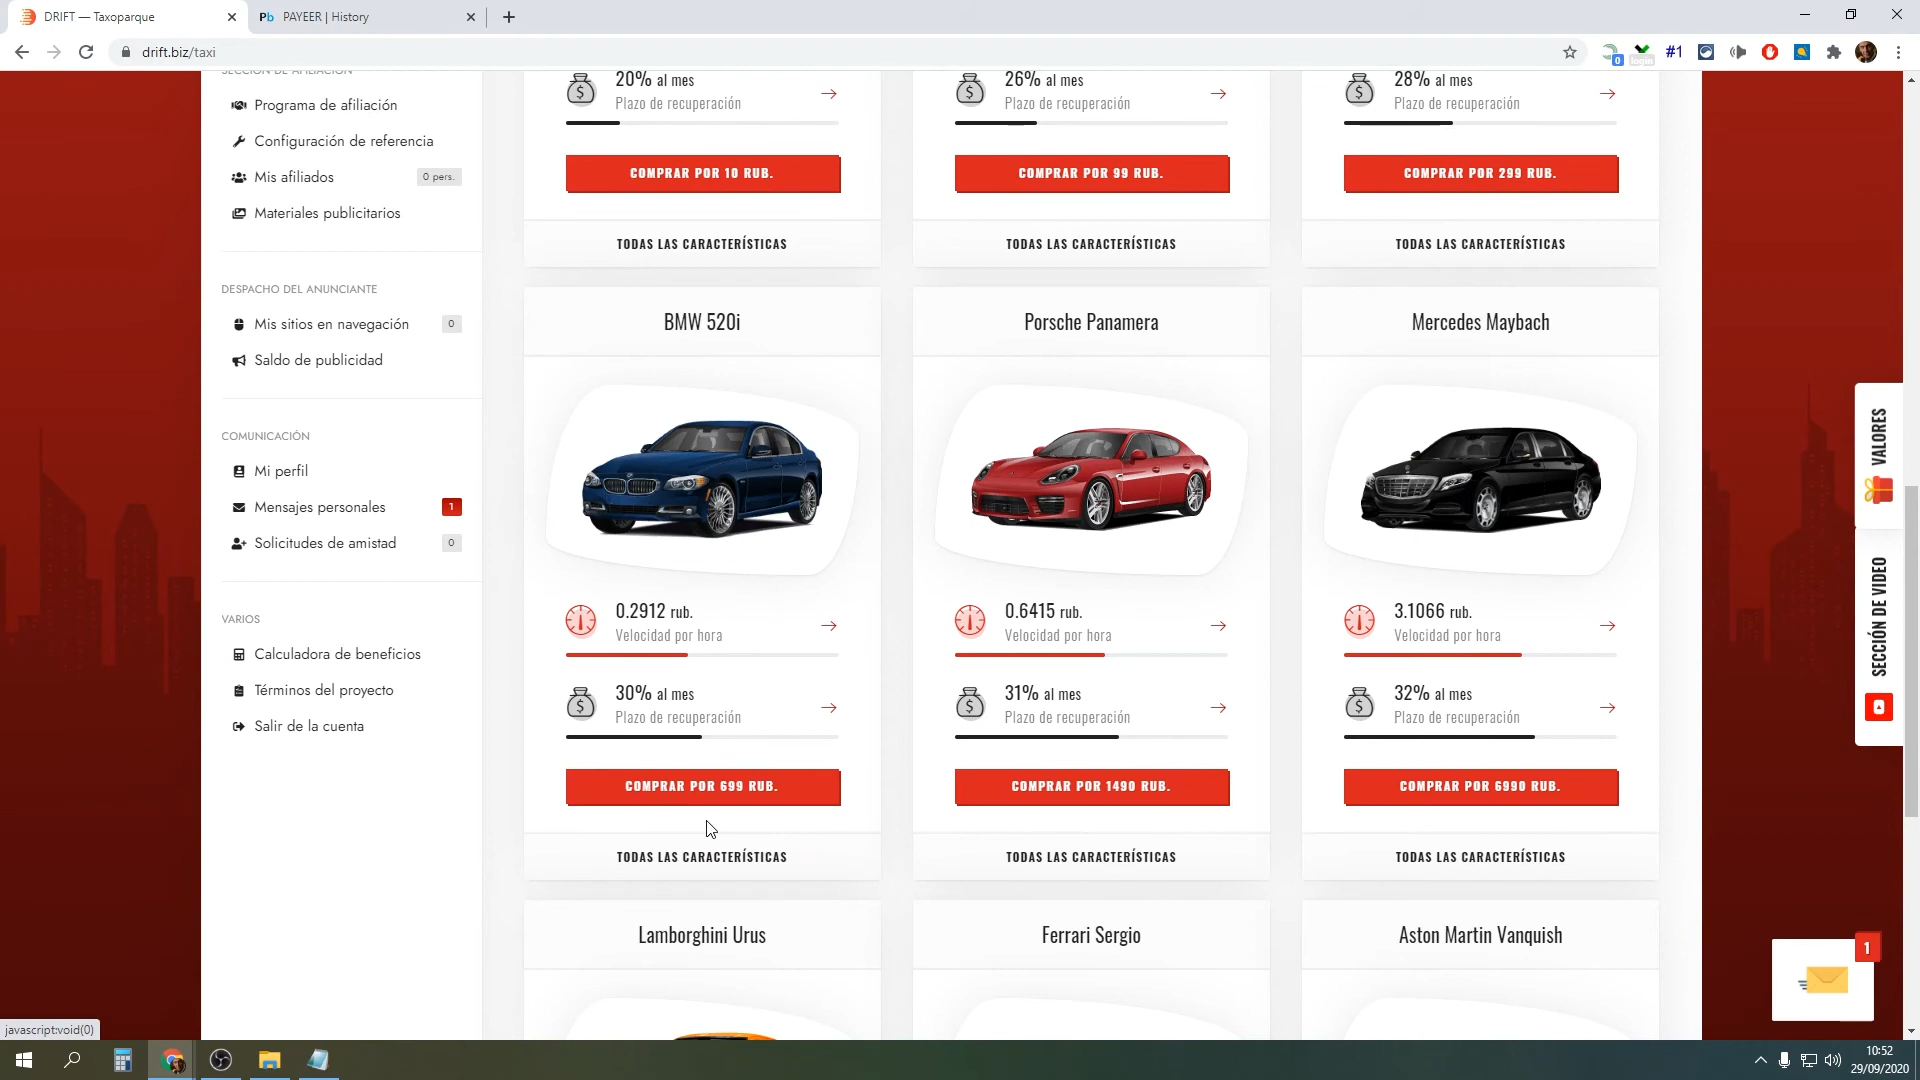 DRIFT — Taxoparque
Pb PAYEER | History
drift.biz/taxi
#1
0
login
SECCIÓN DE AFILIACIÓN
Programa de afiliación
Configuración de referencia
Mis afiliados
0 pers.
Materiales publicitarios
DESPACHO DEL ANUNCIANTE
Mis sitios en navegación
0
Saldo de publicidad
COMUNICACIÓN
Mi perfil
Mensajes personales
1
Solicitudes de amistad
0
VARIOS
Calculadora de beneficios
Términos del proyecto
Salir de la cuenta
20% al mes
Plazo de recuperación
COMPRAR POR 10 RUB.
TODAS LAS CARACTERÍSTICAS
26% al mes
Plazo de recuperación
COMPRAR POR 99 RUB.
TODAS LAS CARACTERÍSTICAS
28% al mes
Plazo de recuperación
COMPRAR POR 299 RUB.
TODAS LAS CARACTERÍSTICAS
BMW 520i
0.2912 rub.
Velocidad por hora
30% al mes
Plazo de recuperación
COMPRAR POR 699 RUB.
TODAS LAS CARACTERÍSTICAS
Porsche Panamera
0.6415 rub.
Velocidad por hora
31% al mes
Plazo de recuperación
COMPRAR POR 1490 RUB.
TODAS LAS CARACTERÍSTICAS
Mercedes Maybach
3.1066 rub.
Velocidad por hora
32% al mes
Plazo de recuperación
COMPRAR POR 6990 RUB.
TODAS LAS CARACTERÍSTICAS
Lamborghini Urus
Ferrari Sergio
Aston Martin Vanquish
VALORES
SECCIÓN DE VIDEO
1
javascript:void(0)
10:52
29/09/2020